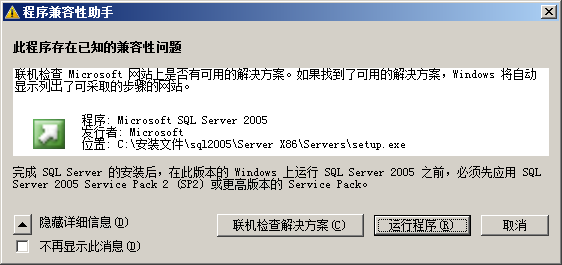 程序兼容性助手
此程序存在已知的兼容性问题
联机检查 Microsoft 网站上是否有可用的解决方案。如果找到了可用的解决方案，Windows 将自动
显示列出了可采取的步骤的网站。
程序: Microsoft SQL Server 2005
发行者: Microsoft
位置: C:\安装文件\sql2005\Server X86\Servers\setup.exe
完成 SQL Server 的安装后，在此版本的 Windows 上运行 SQL Server 2005 之前，必须先应用 SQL
Server 2005 Service Pack 2 (SP2) 或更高版本的 Service Pack。
隐藏详细信息(D)
联机检查解决方案(C)
运行程序(R)
取消
不再显示此消息(D)